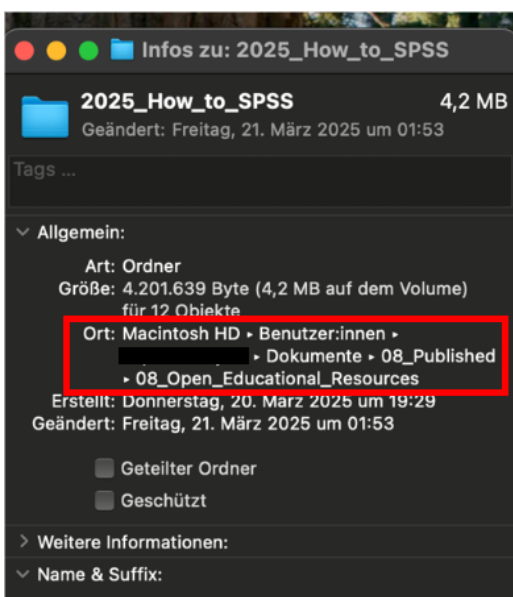 Infos zu: 2025_How_to_SPSS
2025_How_to_SPSS 4,2 MB
Geändert: Freitag, 21. März 2025 um 01:53
Tags ...
Allgemein:
Art: Ordner
Größe: 4.201.639 Byte (4,2 MB auf dem Volume)
für 12 Objekte
Ort: Macintosh HD ▸ Benutzer:innen ▸
▸ Dokumente ▸ 08_Published
▸ 08_Open_Educational_Resources
Erstellt: Donnerstag, 20. März 2025 um 19:29
Geändert: Freitag, 21. März 2025 um 01:53
Geteilter Ordner
Geschützt
Weitere Informationen:
Name & Suffix: